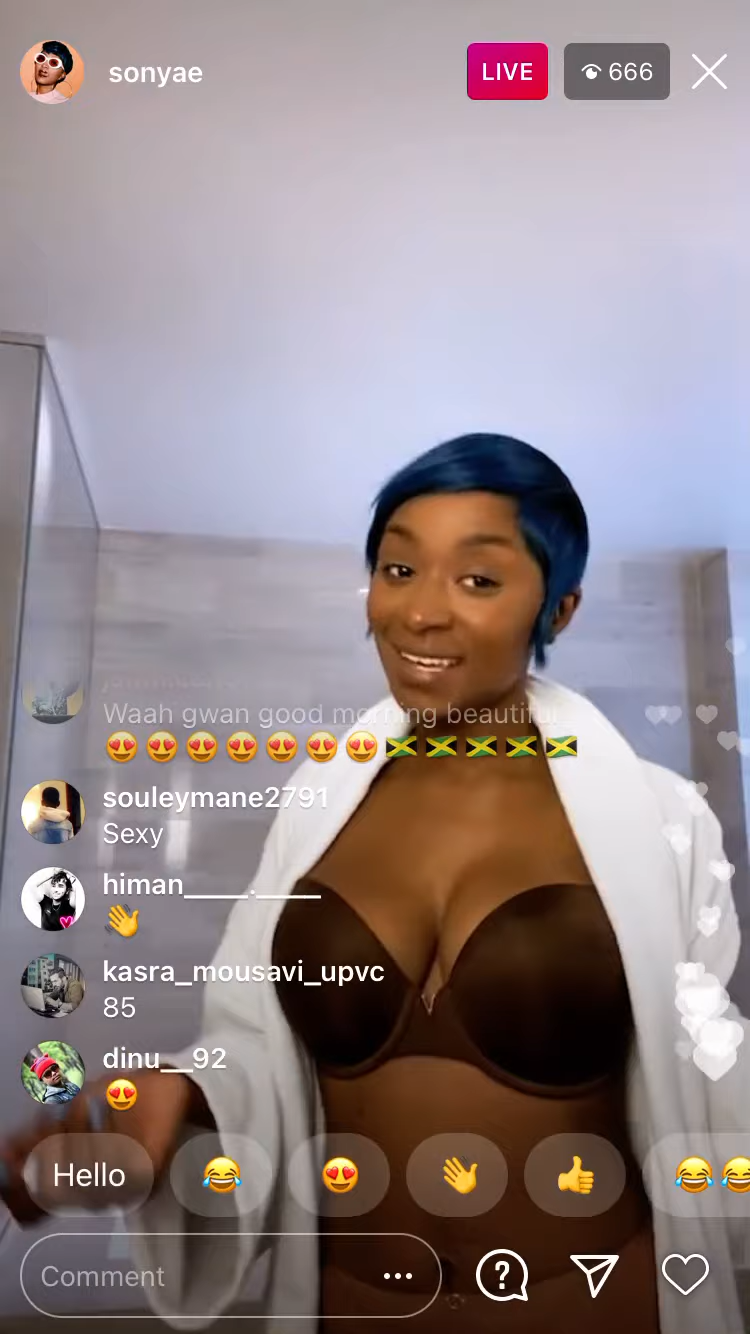 sonyae
LIVE
666
Waah gwan good morning beautiful
😍😍😍😍😍😍😍🇯🇲🇯🇲🇯🇲🇯🇲🇯🇲
souleymane2791
Sexy
himan____.____
👋
kasra_mousavi_upvc
85
dinu__92
😍
Hello
😂
😍
👋
👍
😂😂
Comment